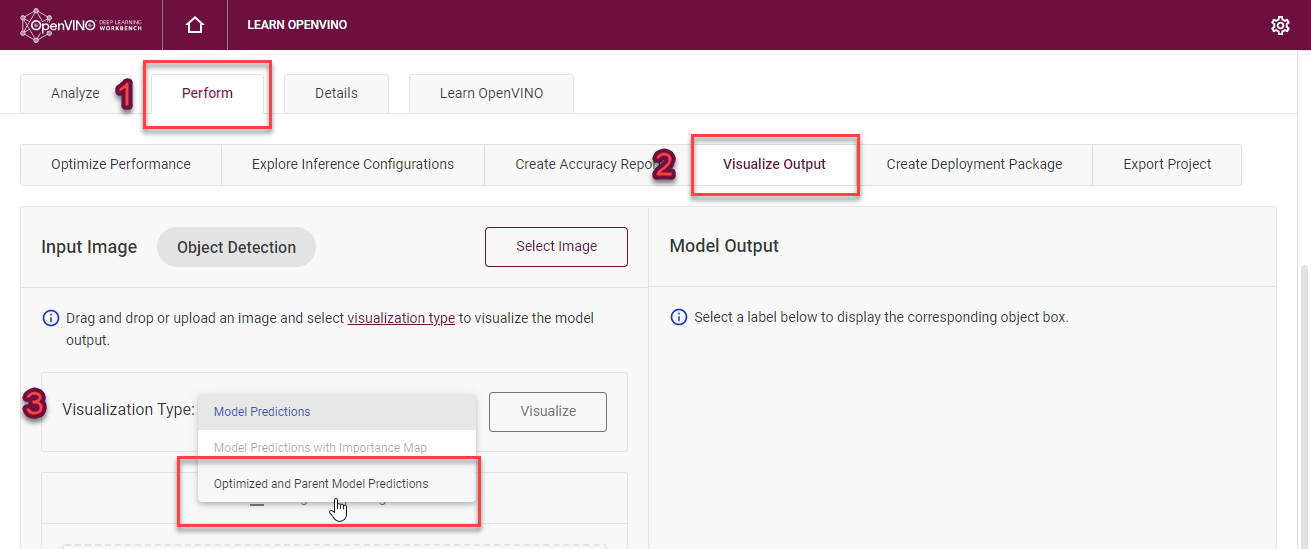 OpenVINO DEEP LEARNING WORKBENCH
LEARN OPENVINO
1
Analyze
Perform
Details
Learn OpenVINO
2
Optimize Performance
Explore Inference Configurations
Create Accuracy Repo
Visualize Output
Create Deployment Package
Export Project
Input Image
Object Detection
Select Image
Model Output
Drag and drop or upload an image and select visualization type to visualize the model
output.
Select a label below to display the corresponding object box.
3
Visualization Type:
Model Predictions
Visualize
Model Predictions with Importance Map
Optimized and Parent Model Predictions